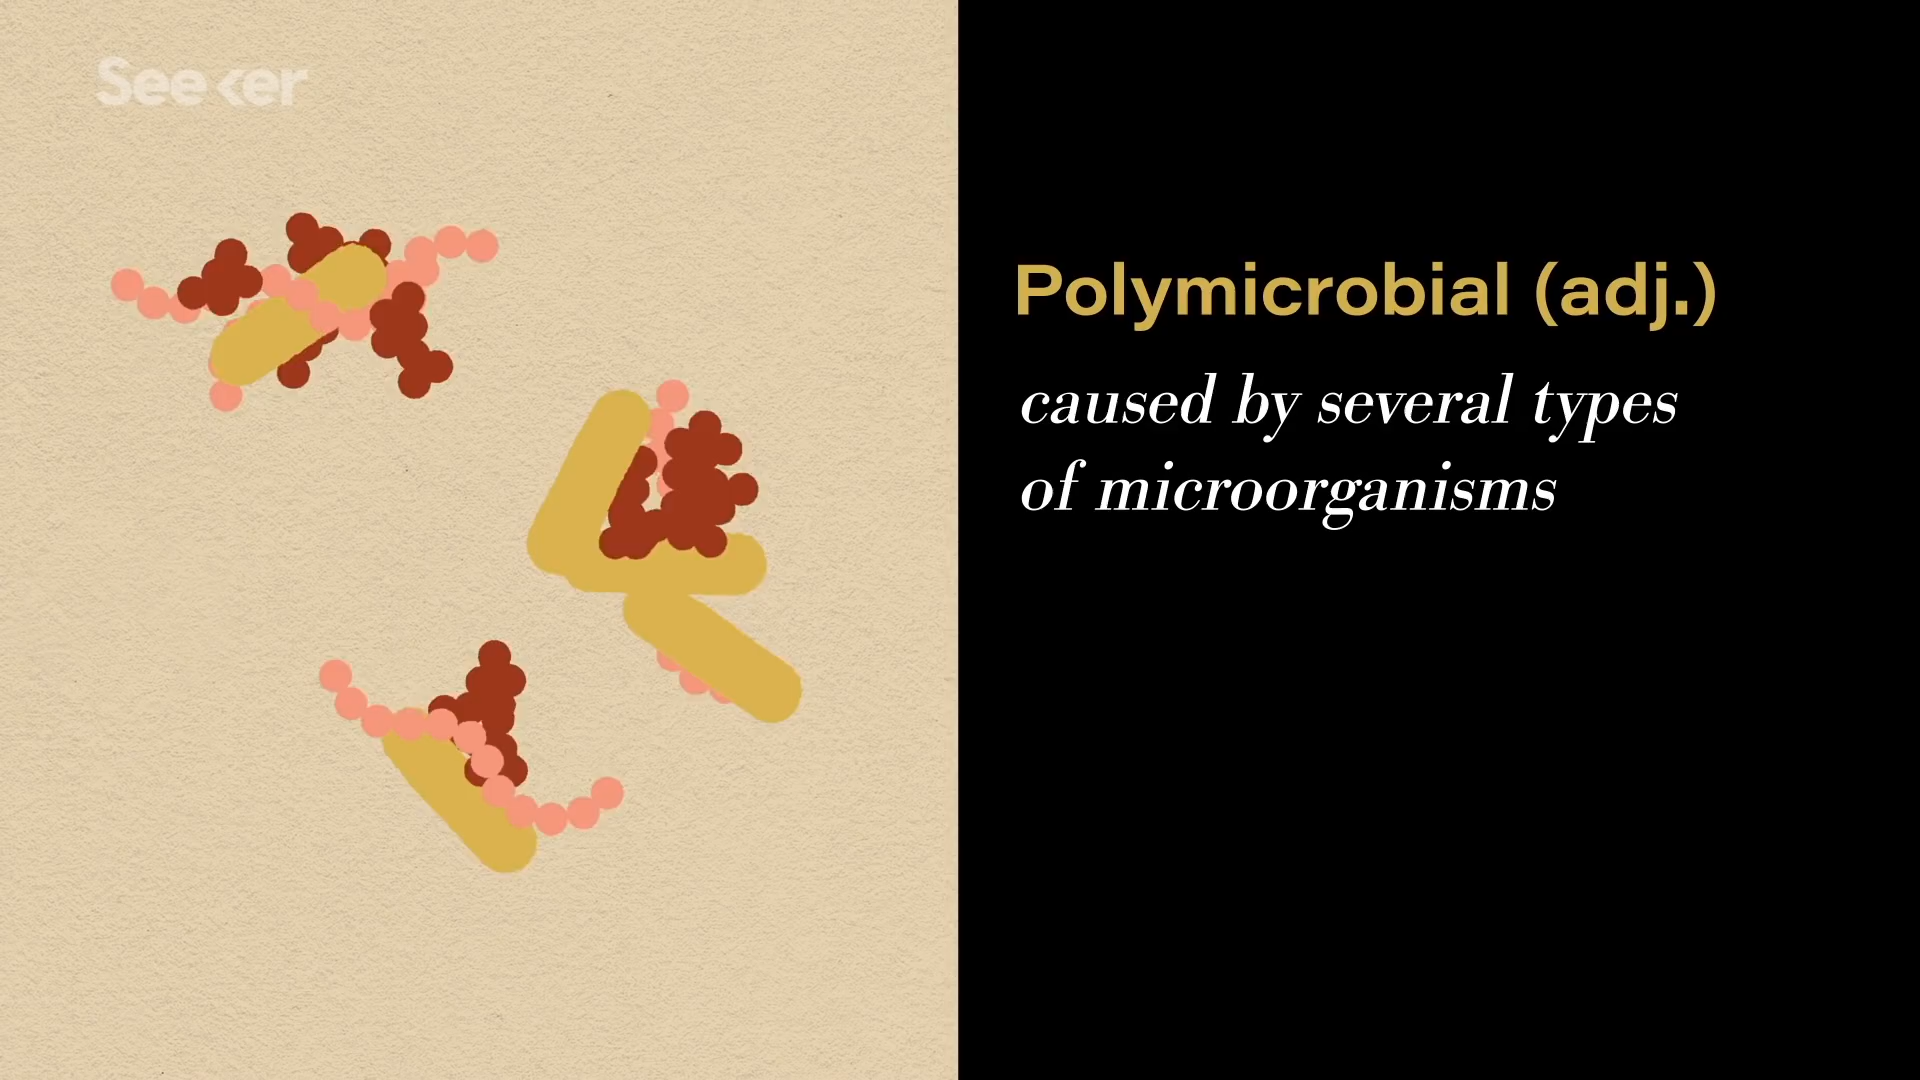 Seeker
Polymicrobial (adj.)
caused by several types
of microorganisms